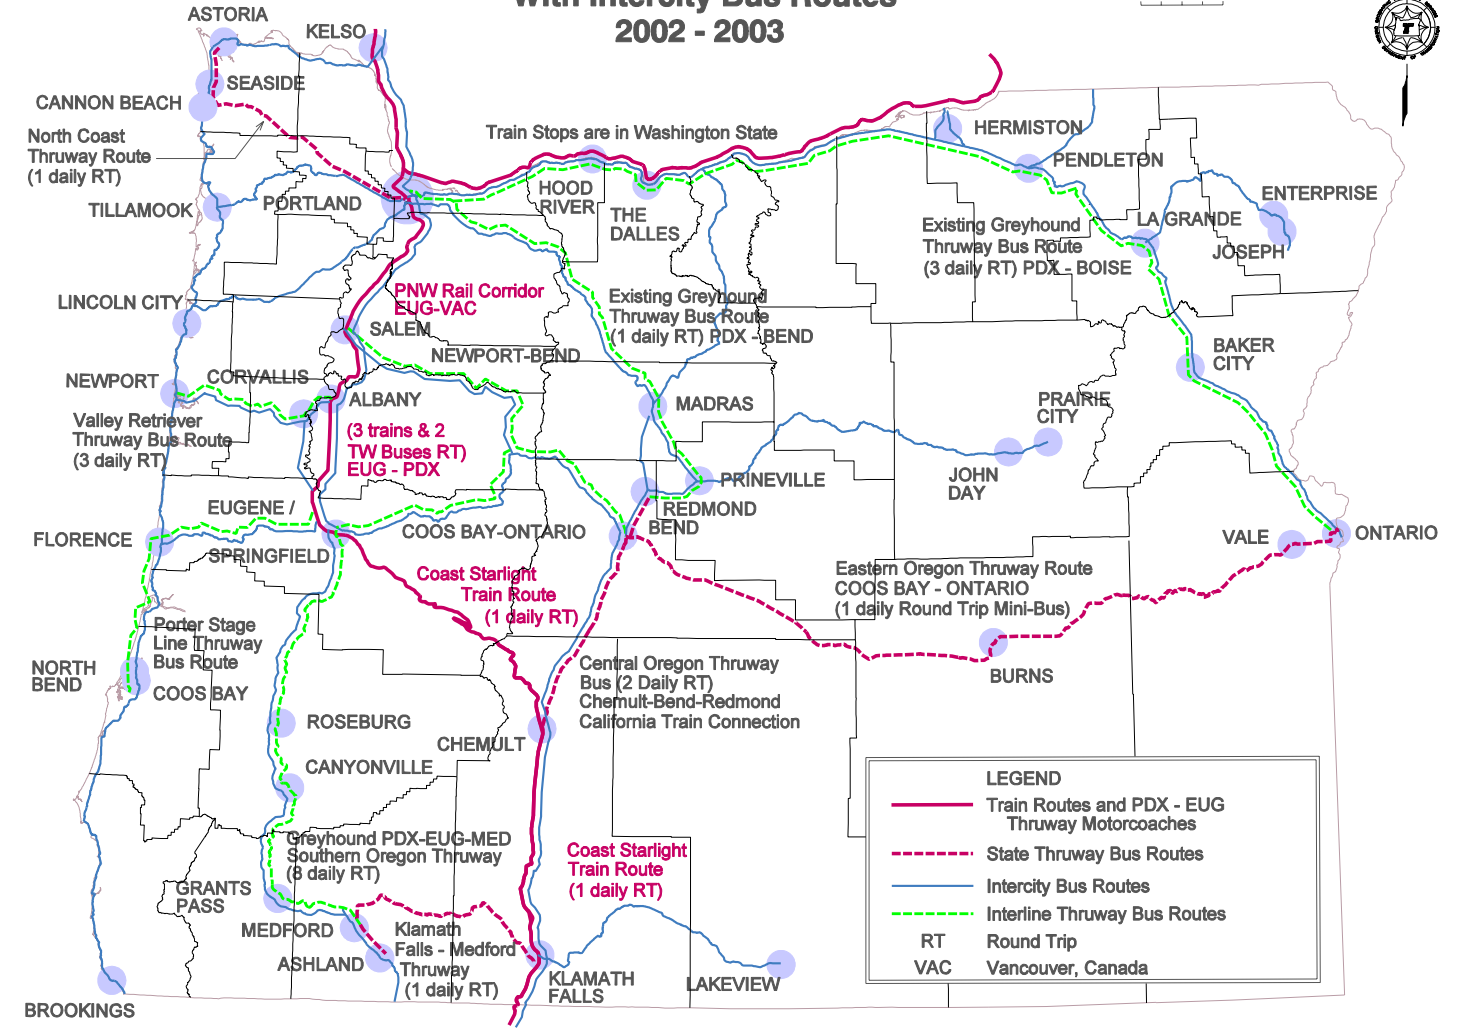 with Intercity Bus Routes
2002 - 2003
T
ASTORIA
KELSO
SEASIDE
CANNON BEACH
North Coast
Thruway Route
(1 daily RT)
Train Stops are in Washington State
HERMISTON
PENDLETON
TILLAMOOK
PORTLAND
HOOD
RIVER
THE
DALLES
ENTERPRISE
LA GRANDE
JOSEPH
Existing Greyhound
Thruway Bus Route
(3 daily RT) PDX - BOISE
LINCOLN CITY
PNW Rail Corridor
EUG-VAC
SALEM
Existing Greyhound
Thruway Bus Route
(1 daily RT) PDX - BEND
NEWPORT-BEND
BAKER
CITY
NEWPORT
CORVALLIS
ALBANY
MADRAS
PRAIRIE
CITY
Valley Retriever
Thruway Bus Route
(3 daily RT)
(3 trains & 2
TW Buses RT)
EUG - PDX
PRINEVILLE
JOHN
DAY
EUGENE /
SPRINGFIELD
REDMOND
BEND
COOS BAY-ONTARIO
FLORENCE
VALE
ONTARIO
Coast Starlight
Train Route
(1 daily RT)
Eastern Oregon Thruway Route
COOS BAY - ONTARIO
(1 daily Round Trip Mini-Bus)
Porter Stage
Line Thruway
Bus Route
NORTH
BEND
COOS BAY
Central Oregon Thruway
Bus (2 Daily RT)
Chemult-Bend-Redmond
California Train Connection
BURNS
ROSEBURG
CHEMULT
CANYONVILLE
Greyhound PDX-EUG-MED
Southern Oregon Thruway
(8 daily RT)
Coast Starlight
Train Route
(1 daily RT)
GRANTS
PASS
MEDFORD
ASHLAND
Klamath
Falls - Medford
Thruway
(1 daily RT)
KLAMATH
FALLS
LAKEVIEW
BROOKINGS
LEGEND
Train Routes and PDX - EUG
Thruway Motorcoaches
State Thruway Bus Routes
Intercity Bus Routes
Interline Thruway Bus Routes
RT Round Trip
VAC Vancouver, Canada